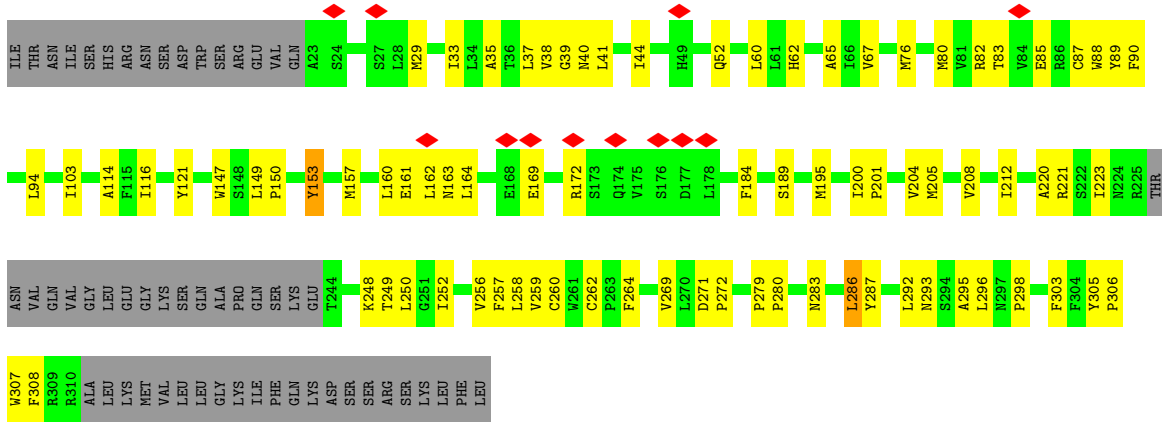 ILE THR ASN ILE SER HIS ARG ASN SER ASP TRP SER ARG GLU VAL GLN A23 S24 S27 L28 M29 I33 L34 A35 T36 L37 V38 G39 N40 L41 I44 H49 Q52 L60 L61 H62 A65 I66 V67 M76 M80 V81 R82 T83 V84 E85 R86 C87 W88 Y89 F90
L94 I103 A114 F115 I116 Y121 W147 S148 L149 P150 Y153 M157 L160 E161 L162 N163 L164 E168 E169 R172 S173 Q174 V175 S176 D177 L178 F184 S189 M195 I200 P201 V204 M205 V208 I212 A220 R221 S222 I223 N224 R225 THR
ASN VAL GLN VAL GLY LEU GLU GLY LYS SER GLN ALA PRO GLN SER LYS GLU T244 K248 T249 L250 G251 I252 V256 F257 L258 V259 C260 W261 C262 P263 F264 V269 L270 D271 P272 P279 P280 N283 L286 Y287 L292 N293 S294 A295 L296 N297 P298 F303 F304 Y305 P306
W307 F308 R309 R310 ALA LEU LYS MET VAL LEU LEU GLY LYS ILE PHE GLN LYS ASP SER SER ARG SER LYS LEU PHE LEU